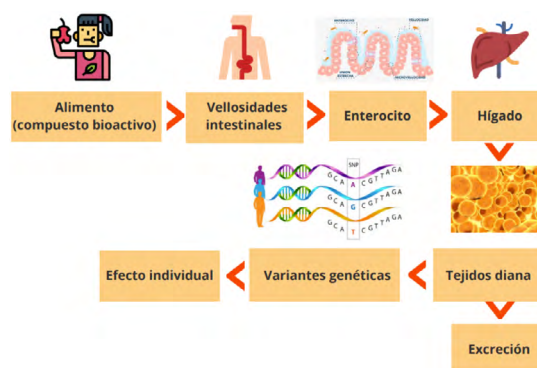 Alimento
(compuesto bioactivo)
Vellosidades
intestinales
Enterocito
Hígado
SNP
GCA A CGTTAGA
GCA G CGTTAGA
GCA T CGTTAGA
Efecto individual
Variantes genéticas
Tejidos diana
Excreción